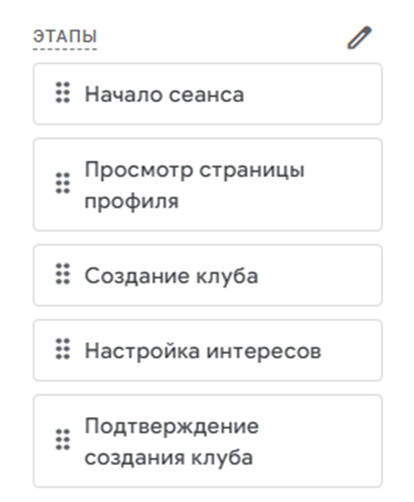 ЭТАПЫ
Начало сеанса
Просмотр страницы
профиля
Создание клуба
Настройка интересов
Подтверждение
создания клуба